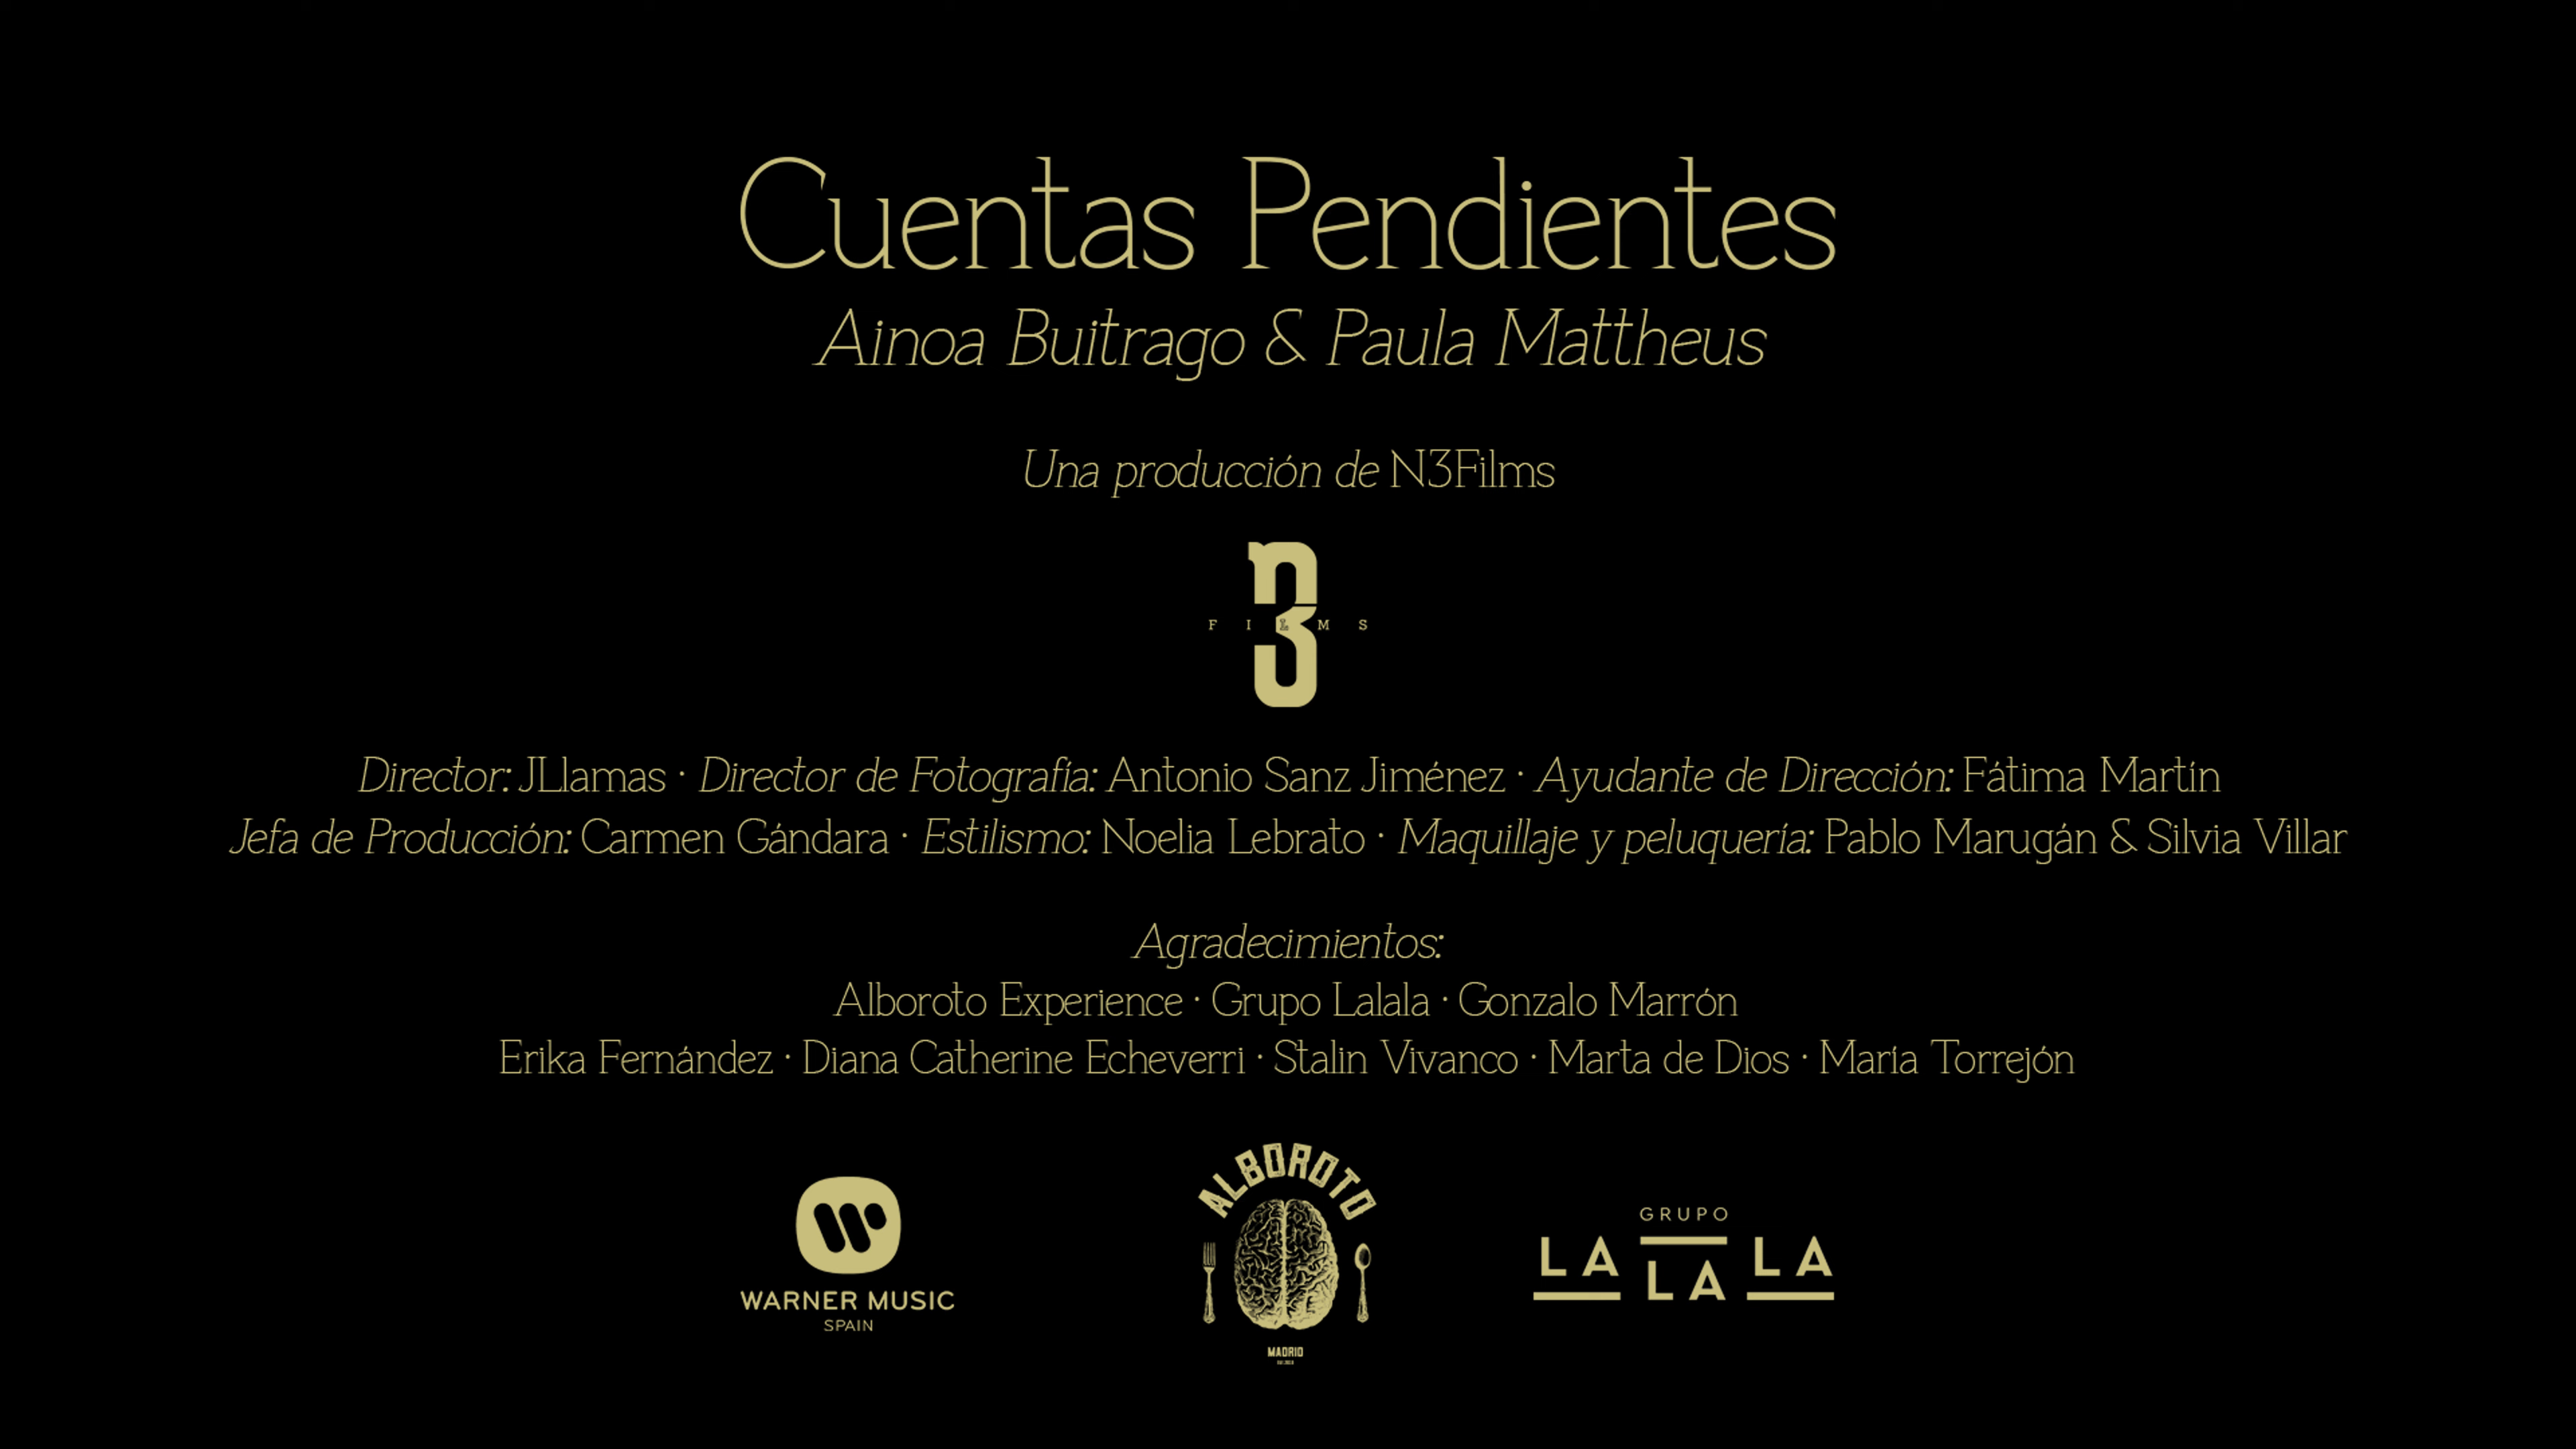 Cuentas Pendientes
Ainoa Buitrago & Paula Mattheus
Una producción de N3Films
n3
FILMS
Director: JLlamas · Director de Fotografía: Antonio Sanz Jiménez · Ayudante de Dirección: Fátima Martín
Jefa de Producción: Carmen Gándara · Estilismo: Noelia Lebrato · Maquillaje y peluquería: Pablo Marugán & Silvia Villar
Agradecimientos:
Alboroto Experience · Grupo Lalala · Gonzalo Marrón
Erika Fernández · Diana Catherine Echeverri · Stalin Vivanco · Marta de Dios · María Torrejón
WARNER MUSIC
SPAIN
ALBOROTO
MADRID
GRUPO
LA LA LA